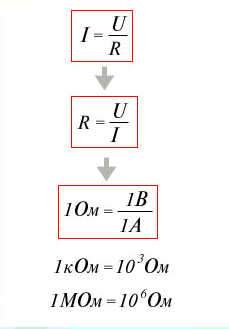 I = U/R
R = U/I
1Ом = 1В/1А
1кОм = 10³Ом
1МОм = 10⁶Ом